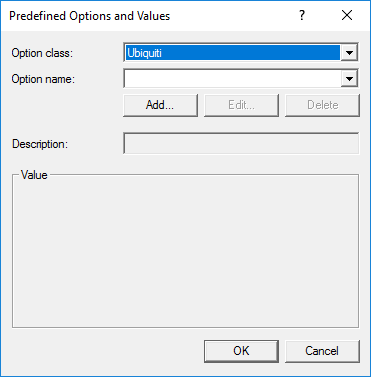 Predefined Options and Values ?
Option class: Ubiquiti
Option name:
Add... Edit... Delete
Description:
Value
OK Cancel